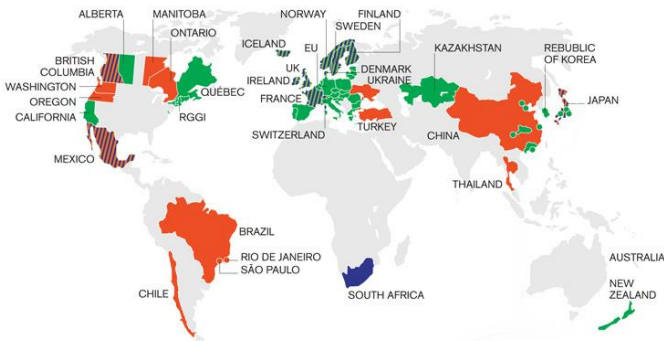 ALBERTA
MANITOBA
ONTARIO
BRITISH
COLUMBIA
WASHINGTON
OREGON
CALIFORNIA
QUÉBEC
RGGI
MEXICO
BRAZIL
RIO DE JANEIRO
SÃO PAULO
CHILE
NORWAY
SWEDEN
FINLAND
ICELAND
EU
UK
IRELAND
FRANCE
DENMARK
UKRAINE
SWITZERLAND
TURKEY
KAZAKHSTAN
REBUBLIC
OF KOREA
JAPAN
CHINA
THAILAND
SOUTH AFRICA
AUSTRALIA
NEW
ZEALAND